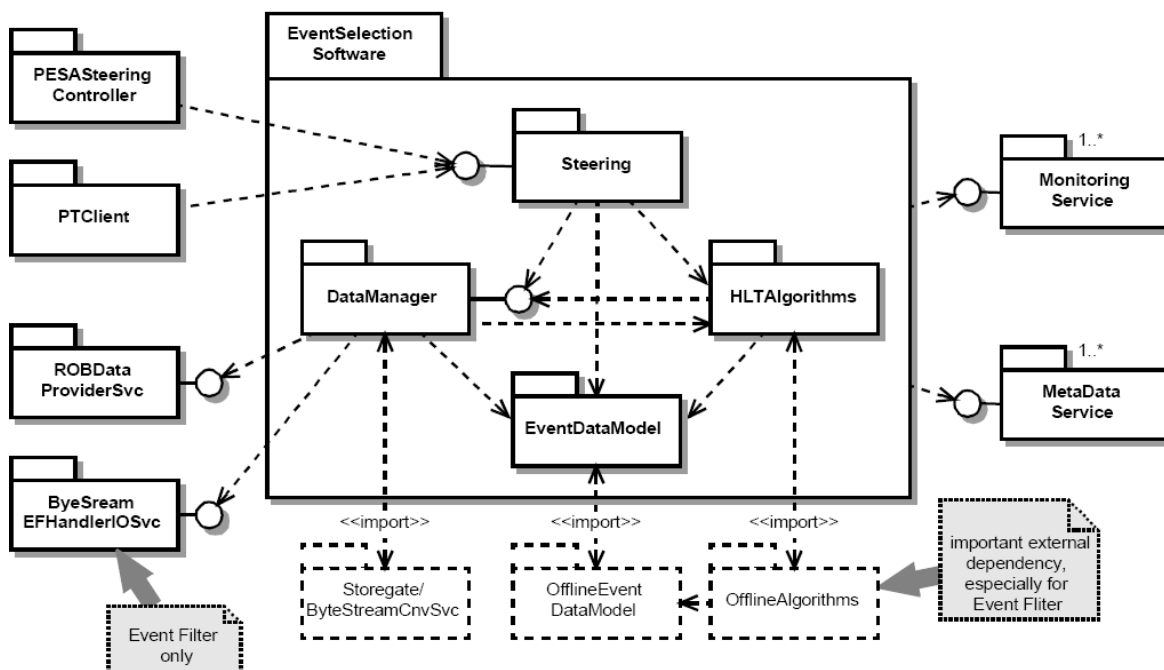 EventSelection
Software
PESASteering
Controller
PTClient
Steering
1..*
Monitoring
Service
DataManager
HLTAlgorithms
ROBData
ProviderSvc
1..*
MetaData
Service
EventDataModel
ByeSream
EFHandlerIOSvc
<<import>>
<<import>>
<<import>>
Storegate/
ByteStreamCnvSvc
OfflineEvent
DataModel
OfflineAlgorithms
important external
dependency,
especially for
Event Fliter
Event Filter
only